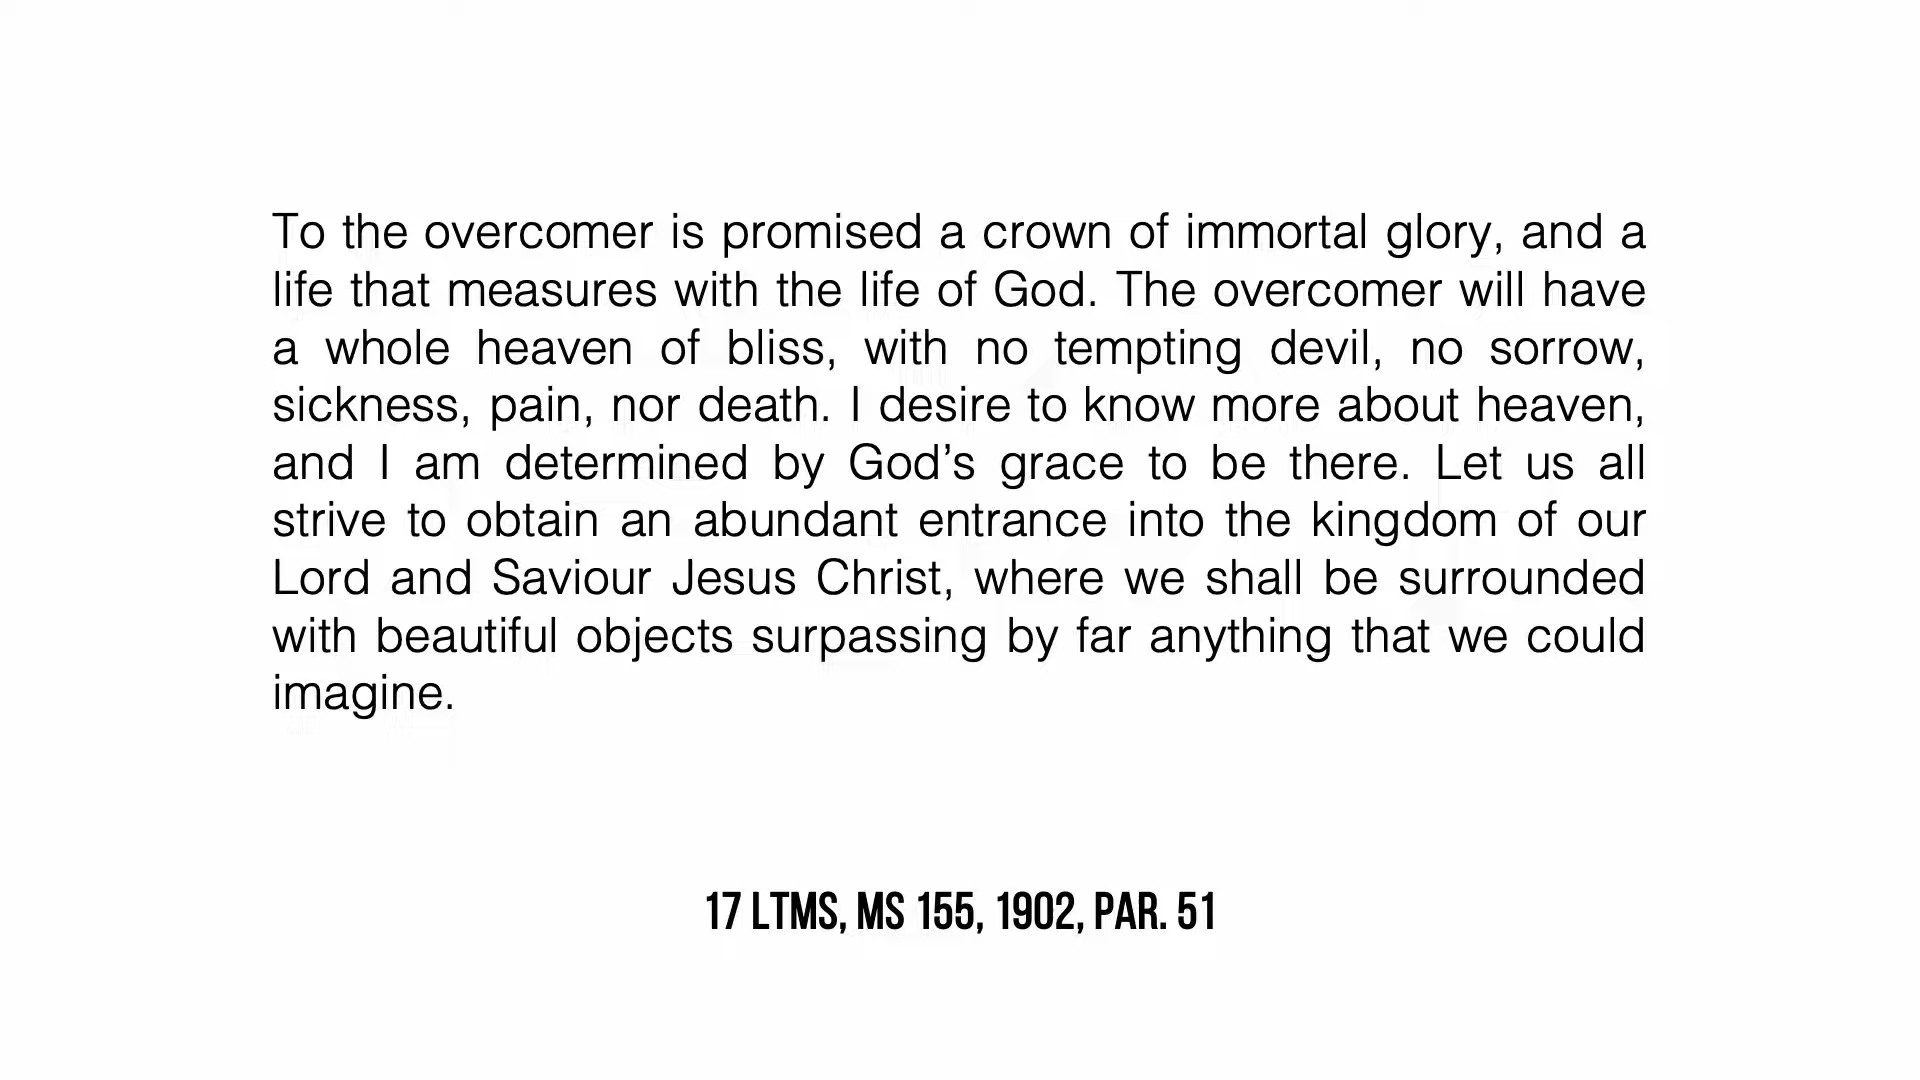 To the overcomer is promised a crown of immortal glory, and a
life that measures with the life of God. The overcomer will have
a whole heaven of bliss, with no tempting devil, no sorrow,
sickness, pain, nor death. I desire to know more about heaven,
and I am determined by God’s grace to be there. Let us all
strive to obtain an abundant entrance into the kingdom of our
Lord and Saviour Jesus Christ, where we shall be surrounded
with beautiful objects surpassing by far anything that we could
imagine.
17 LTMS, MS 155, 1902, PAR. 51